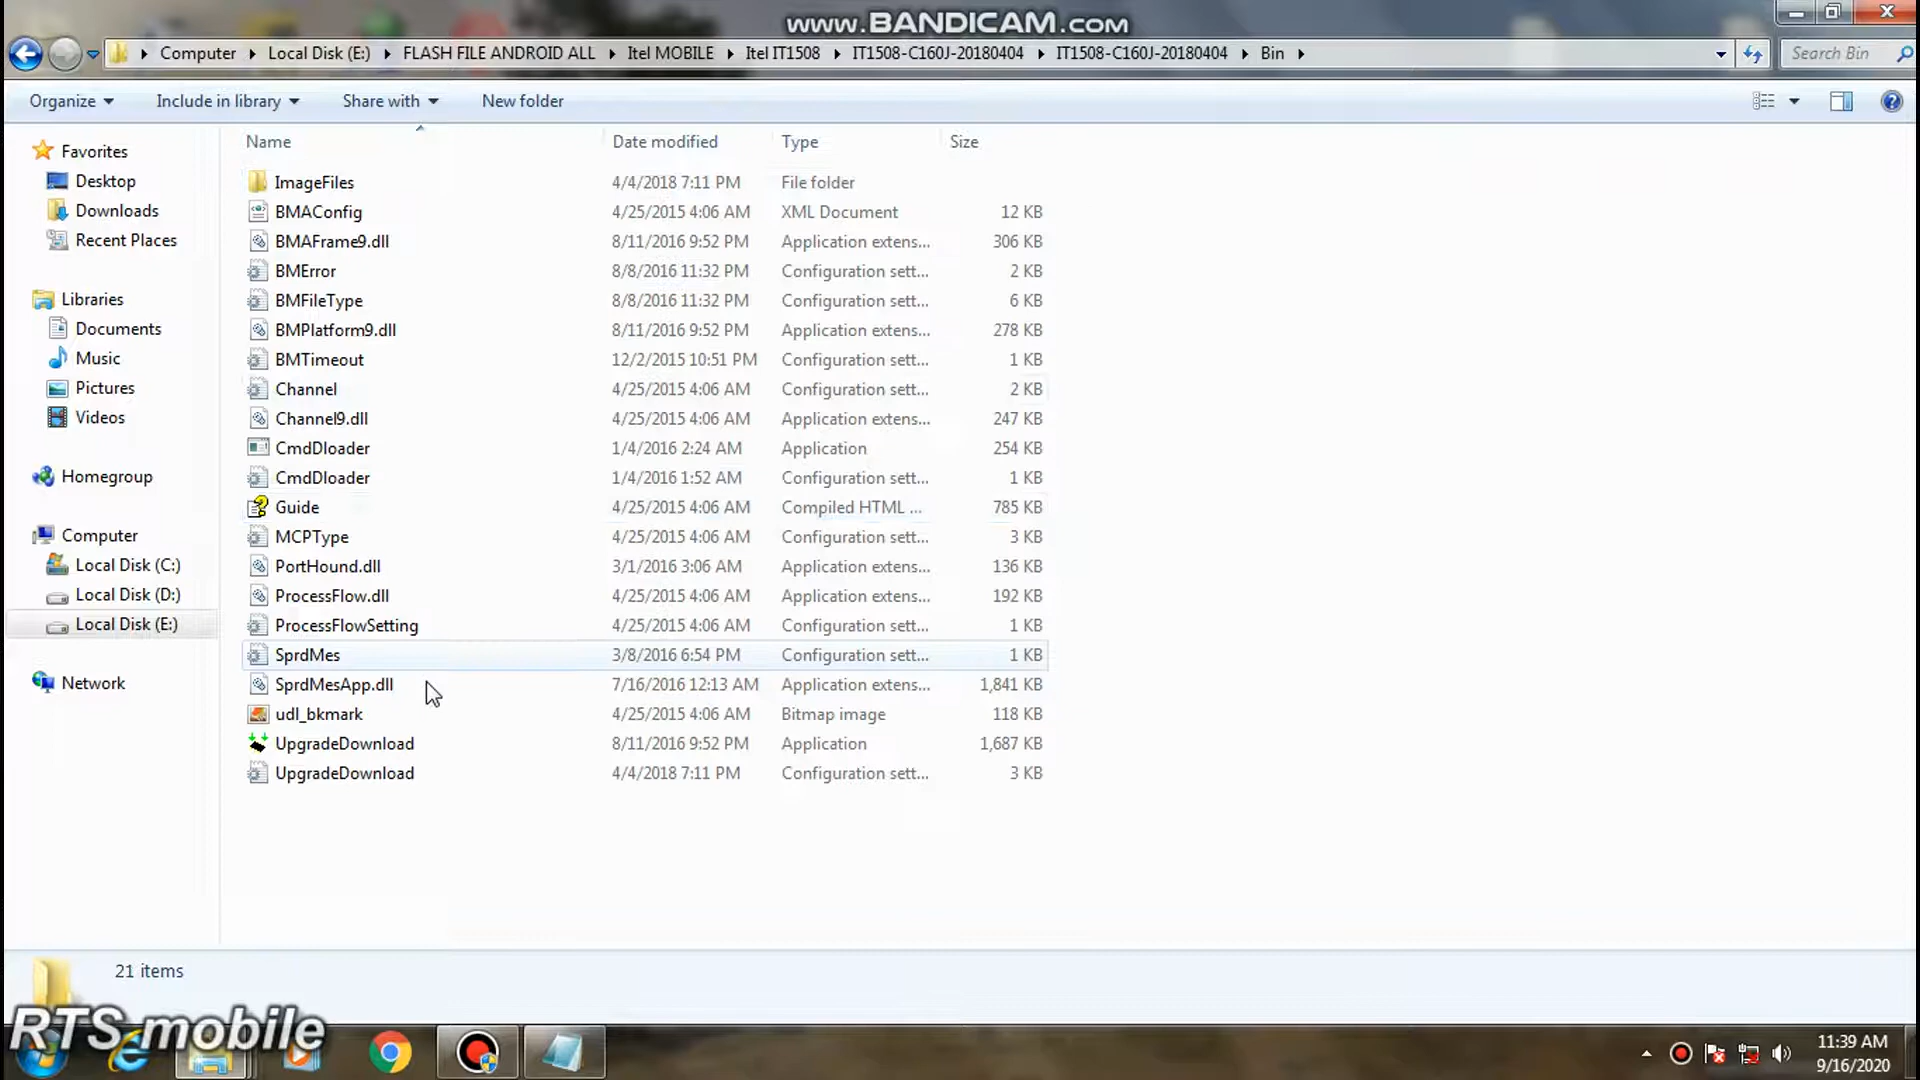 www.BANDICAM.com
Computer Local Disk (E:) FLASH FILE ANDROID ALL Itel MOBILE Itel IT1508 IT1508-C160J-20180404 IT1508-C160J-20180404 Bin Search Bin
Organize Include in library Share with New folder
Name Date modified Type Size
Favorites
Desktop
Downloads
Recent Places
Libraries
Documents
Music
Pictures
Videos
Homegroup
Computer
Local Disk (C:)
Local Disk (D:)
Local Disk (E:)
Network
ImageFiles 4/4/2018 7:11 PM File folder
BMAConfig 4/25/2015 4:06 AM XML Document 12 KB
BMAFrame9.dll 8/11/2016 9:52 PM Application extens... 306 KB
BMError 8/8/2016 11:32 PM Configuration sett... 2 KB
BMFileType 8/8/2016 11:32 PM Configuration sett... 6 KB
BMPlatform9.dll 8/11/2016 9:52 PM Application extens... 278 KB
BMTimeout 12/2/2015 10:51 PM Configuration sett... 1 KB
Channel 4/25/2015 4:06 AM Configuration sett... 2 KB
Channel9.dll 4/25/2015 4:06 AM Application extens... 247 KB
CmdDloader 1/4/2016 2:24 AM Application 254 KB
CmdDloader 1/4/2016 1:52 AM Configuration sett... 1 KB
Guide 4/25/2015 4:06 AM Compiled HTML ... 785 KB
MCPType 4/25/2015 4:06 AM Configuration sett... 3 KB
PortHound.dll 3/1/2016 3:06 AM Application extens... 136 KB
ProcessFlow.dll 4/25/2015 4:06 AM Application extens... 192 KB
ProcessFlowSetting 4/25/2015 4:06 AM Configuration sett... 1 KB
SprdMes 3/8/2016 6:54 PM Configuration sett... 1 KB
SprdMesApp.dll 7/16/2016 12:13 AM Application extens... 1,841 KB
udl_bkmark 4/25/2015 4:06 AM Bitmap image 118 KB
UpgradeDownload 8/11/2016 9:52 PM Application 1,687 KB
UpgradeDownload 4/4/2018 7:11 PM Configuration sett... 3 KB
21 items
RTS mobile
11:39 AM
9/16/2020